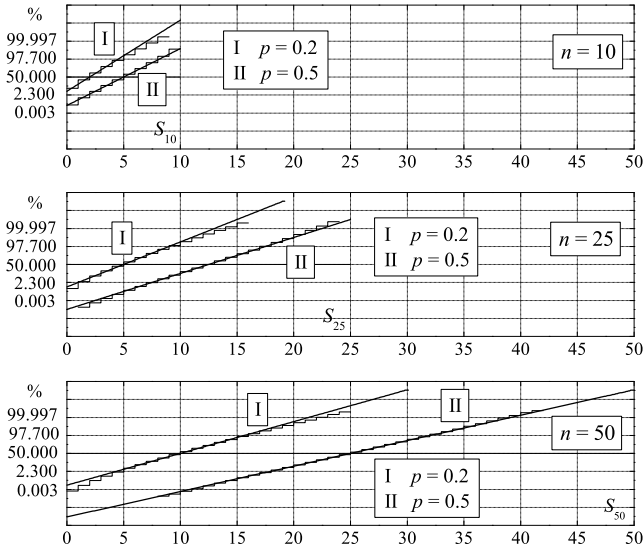 %
99.997
97.700
50.000
2.300
0.003
I
II
I p = 0.2
II p = 0.5
n = 10
S10
0 5 10 15 20 25 30 35 40 45 50
%
99.997
97.700
50.000
2.300
0.003
I
II
I p = 0.2
II p = 0.5
n = 25
S25
0 5 10 15 20 25 30 35 40 45 50
%
99.997
97.700
50.000
2.300
0.003
I
II
n = 50
I p = 0.2
II p = 0.5
S50
0 5 10 15 20 25 30 35 40 45 50